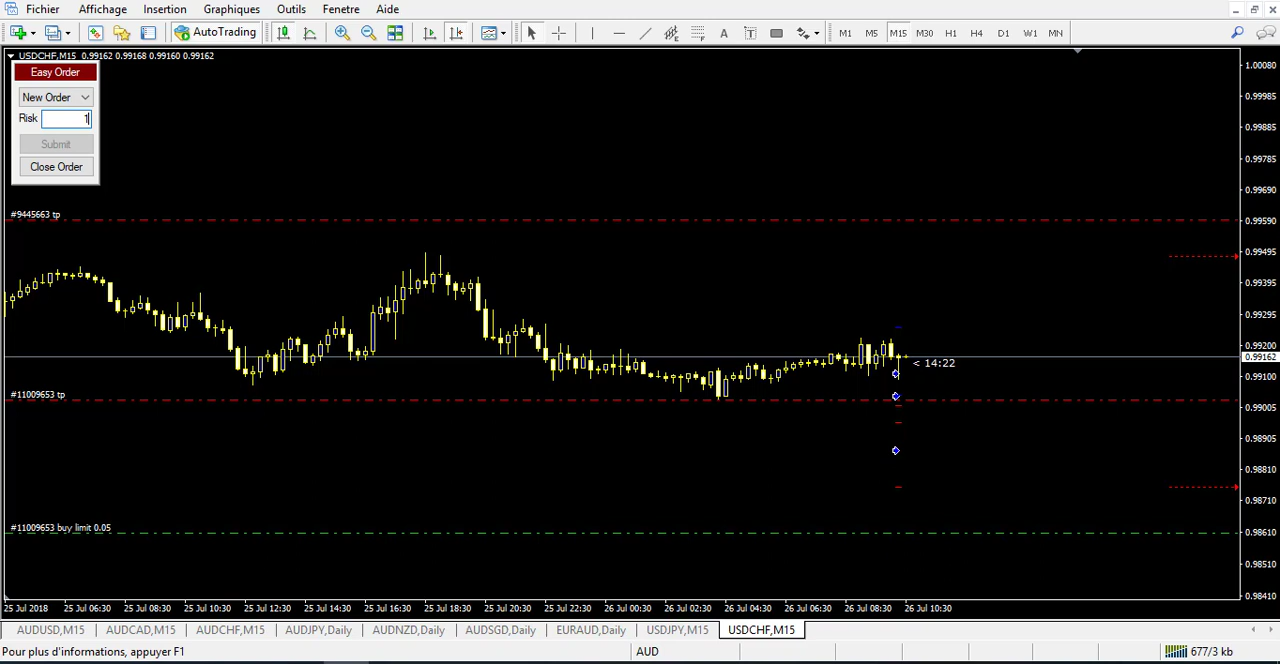 Fichier Affichage Insertion Graphiques Outils Fenetre Aide
AutoTrading A T M1 M5 M15 M30 H1 H4 D1 W1 MN
USDCHF,M15 0.99162 0.99168 0.99160 0.99162
Easy Order
New Order
Risk 1
Submit
Close Order
#9445663 tp
< 14:22
#11009653 tp
#11009653 buy limit 0.05
1.00080
0.99985
0.99885
0.99785
0.99690
0.99590
0.99495
0.99395
0.99295
0.99200
0.99162
0.99100
0.99005
0.98905
0.98810
0.98710
0.98610
0.98510
0.98410
25 Jul 2018 25 Jul 06:30 25 Jul 08:30 25 Jul 10:30 25 Jul 12:30 25 Jul 14:30 25 Jul 16:30 25 Jul 18:30 25 Jul 20:30 25 Jul 22:30 26 Jul 00:30 26 Jul 02:30 26 Jul 04:30 26 Jul 06:30 26 Jul 08:30 26 Jul 10:30
AUDUSD,M15 AUDCAD,M15 AUDCHF,M15 AUDJPY,Daily AUDNZD,Daily AUDSGD,Daily EURAUD,Daily USDJPY,M15 USDCHF,M15
Pour plus d'informations, appuyer F1 AUD 677/3 kb